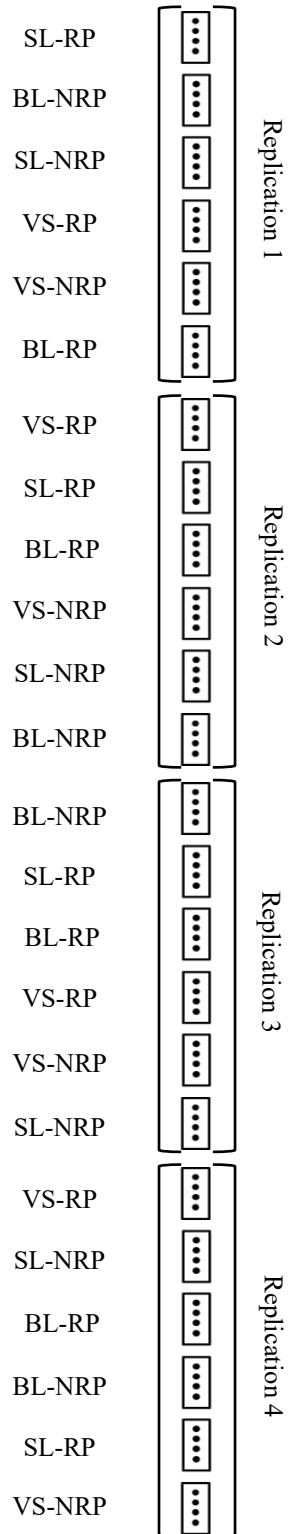 SL-RP
BL-NRP
SL-NRP
VS-RP
VS-NRP
BL-RP
Replication 1
VS-RP
SL-RP
BL-RP
VS-NRP
SL-NRP
BL-NRP
Replication 2
BL-NRP
SL-RP
BL-RP
VS-RP
VS-NRP
SL-NRP
Replication 3
VS-RP
SL-NRP
BL-RP
BL-NRP
SL-RP
VS-NRP
Replication 4